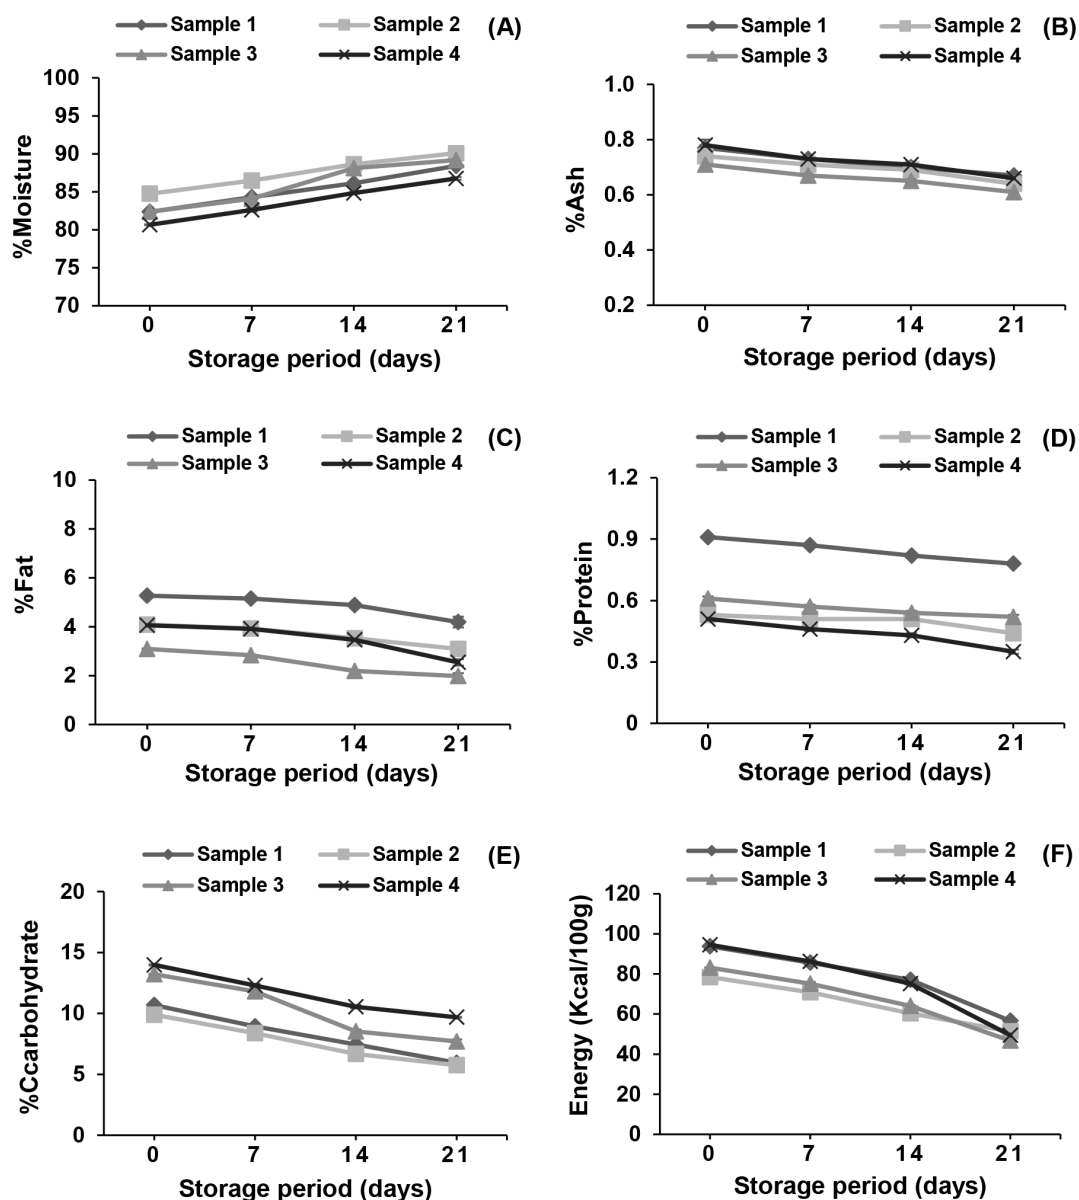 Sample 1 Sample 2 (A)
Sample 3 Sample 4
100
95
90
85
80
75
70
%Moisture
0 7 14 21
Storage period (days)
Sample 1 Sample 2 (B)
Sample 3 Sample 4
1.0
0.8
0.6
0.4
0.2
%Ash
0 7 14 21
Storage period (days)
Sample 1 Sample 2 (C)
Sample 3 Sample 4
10
8
6
4
2
0
%Fat
0 7 14 21
Storage period (days)
Sample 1 Sample 2 (D)
Sample 3 Sample 4
1.2
0.9
0.6
0.3
0
%Protein
0 7 14 21
Storage period (days)
Sample 1 Sample 2 (E)
Sample 3 Sample 4
20
15
10
5
0
%Ccarbohydrate
0 7 14 21
Storage period (days)
Sample 1 Sample 2 (F)
Sample 3 Sample 4
120
100
80
60
40
20
0
Energy (Kcal/100g)
0 7 14 21
Storage period (days)